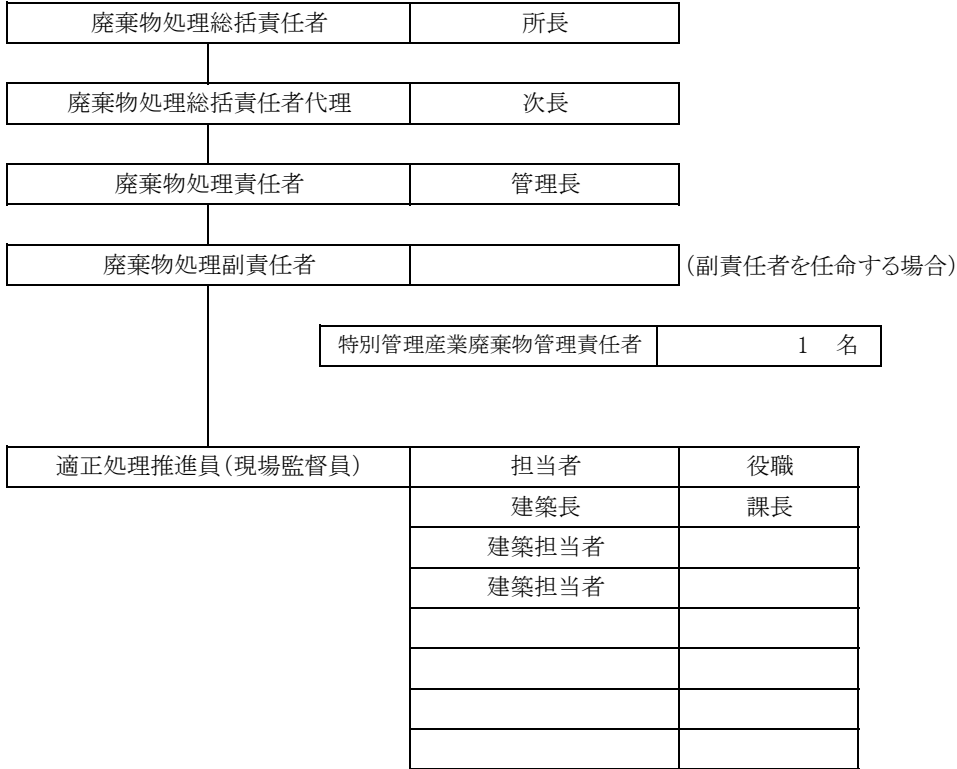 廃棄物処理総括責任者 所長
廃棄物処理総括責任者代理 次長
廃棄物処理責任者 管理長
廃棄物処理副責任者 (副責任者を任命する場合)
特別管理産業廃棄物管理責任者 1 名
適正処理推進員(現場監督員) 担当者 役職
建築長 課長
建築担当者
建築担当者